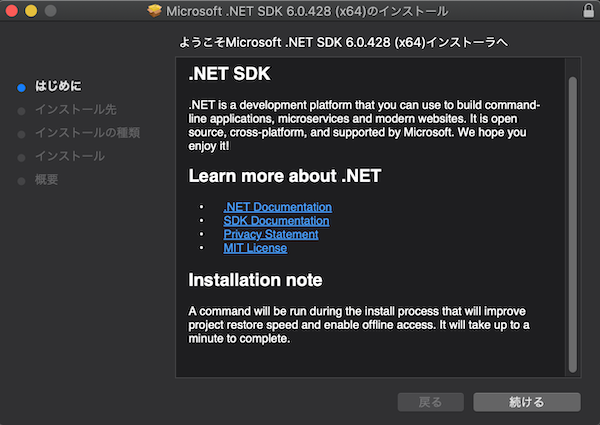 Microsoft .NET SDK 6.0.428 (x64)のインストール
ようこそMicrosoft .NET SDK 6.0.428 (x64)インストーラへ
はじめに
インストール先
インストールの種類
インストール
概要
.NET SDK
.NET is a development platform that you can use to build command-
line applications, microservices and modern websites. It is open
source, cross-platform, and supported by Microsoft. We hope you
enjoy it!
Learn more about .NET
• .NET Documentation
• SDK Documentation
• Privacy Statement
• MIT License
Installation note
A command will be run during the install process that will improve
project restore speed and enable offline access. It will take up to a
minute to complete.
戻る
続ける